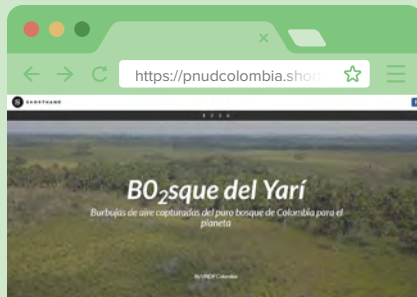 https://pnudcolombia.shor
SHORTHAND
BO₂sque del Yarí
Burbujas de aire capturadas del puro bosque de Colombia para el
planeta
By UNDP Colombia